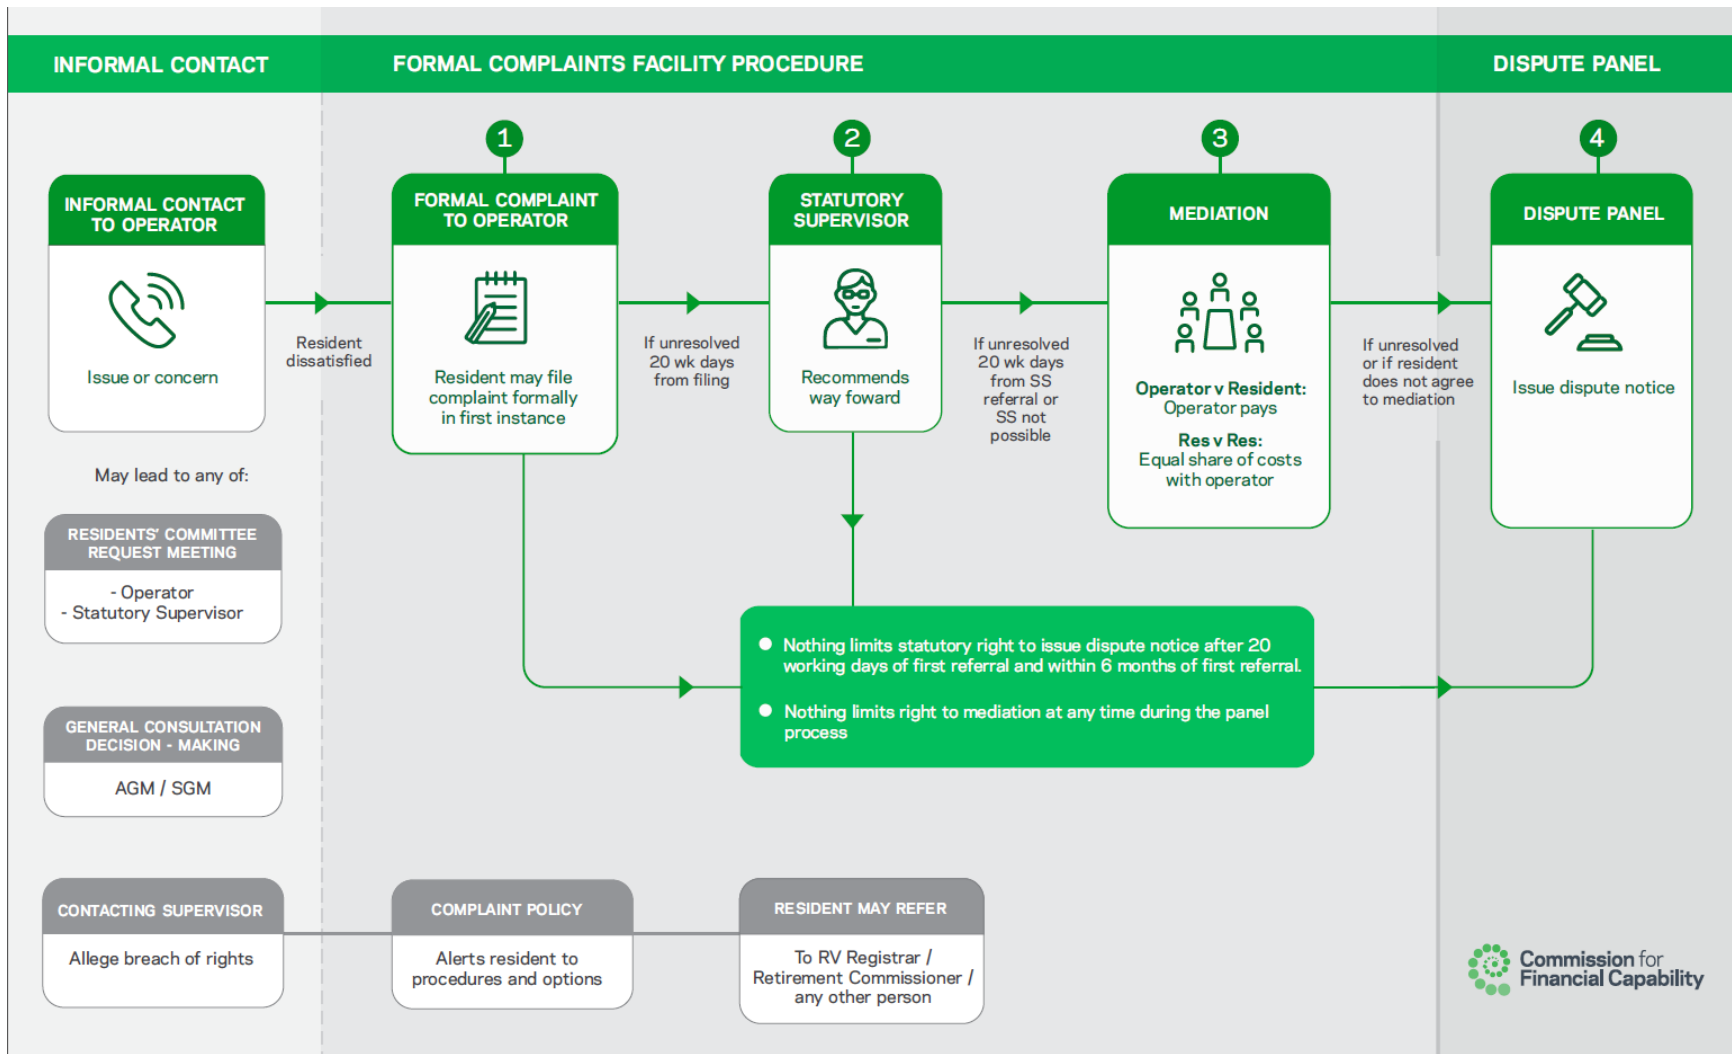 INFORMAL CONTACT
FORMAL COMPLAINTS FACILITY PROCEDURE
DISPUTE PANEL
INFORMAL CONTACT
TO OPERATOR
Issue or concern
Resident
dissatisfied
1
FORMAL COMPLAINT
TO OPERATOR
Resident may file
complaint formally
in first instance
If unresolved
20 wk days
from filing
2
STATUTORY
SUPERVISOR
Recommends
way foward
If unresolved
20 wk days
from SS
referral or
SS not
possible
3
MEDIATION
Operator v Resident:
Operator pays
Res v Res:
Equal share of costs
with operator
If unresolved
or if resident
does not agree
to mediation
4
DISPUTE PANEL
Issue dispute notice
May lead to any of:
RESIDENTS' COMMITTEE
REQUEST MEETING
- Operator
- Statutory Supervisor
GENERAL CONSULTATION
DECISION - MAKING
AGM / SGM
Nothing limits statutory right to issue dispute notice after 20
working days of first referral and within 6 months of first referral.
Nothing limits right to mediation at any time during the panel
process
CONTACTING SUPERVISOR
Allege breach of rights
COMPLAINT POLICY
Alerts resident to
procedures and options
RESIDENT MAY REFER
To RV Registrar /
Retirement Commissioner /
any other person
Commission for
Financial Capability